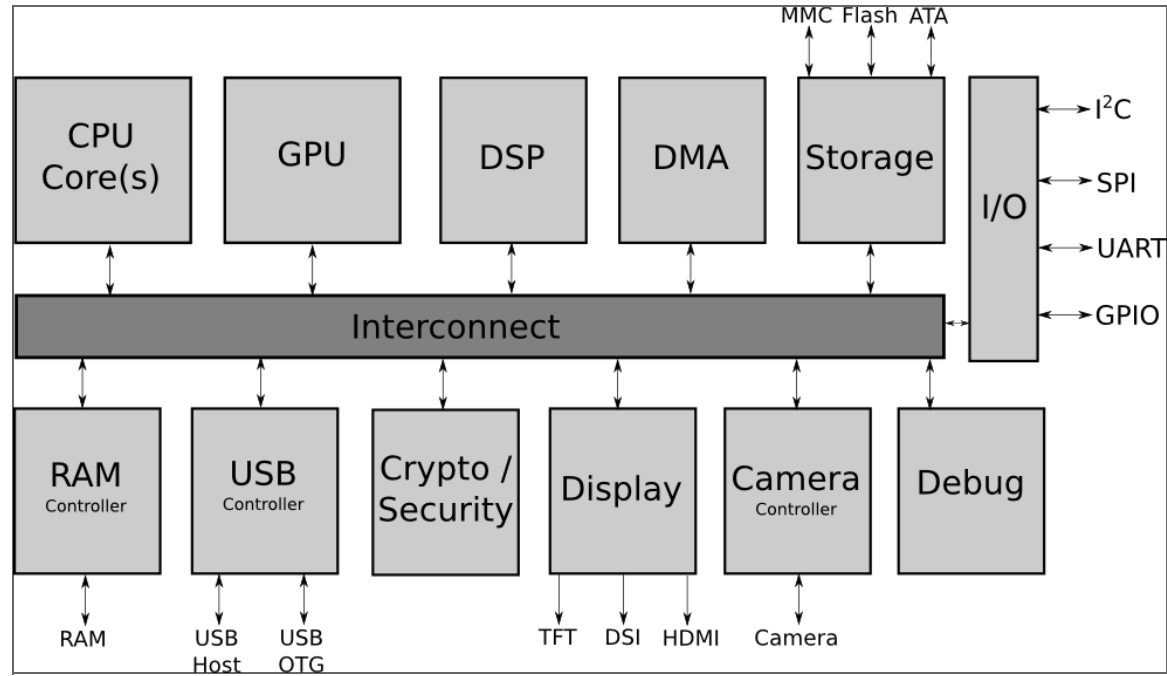 MMC Flash ATA
CPU
Core(s)
GPU
DSP
DMA
Storage
I/O
I²C
SPI
UART
GPIO
Interconnect
RAM
Controller
USB
Controller
Crypto /
Security
Display
Camera
Controller
Debug
RAM
USB
Host
USB
OTG
TFT
DSI
HDMI
Camera